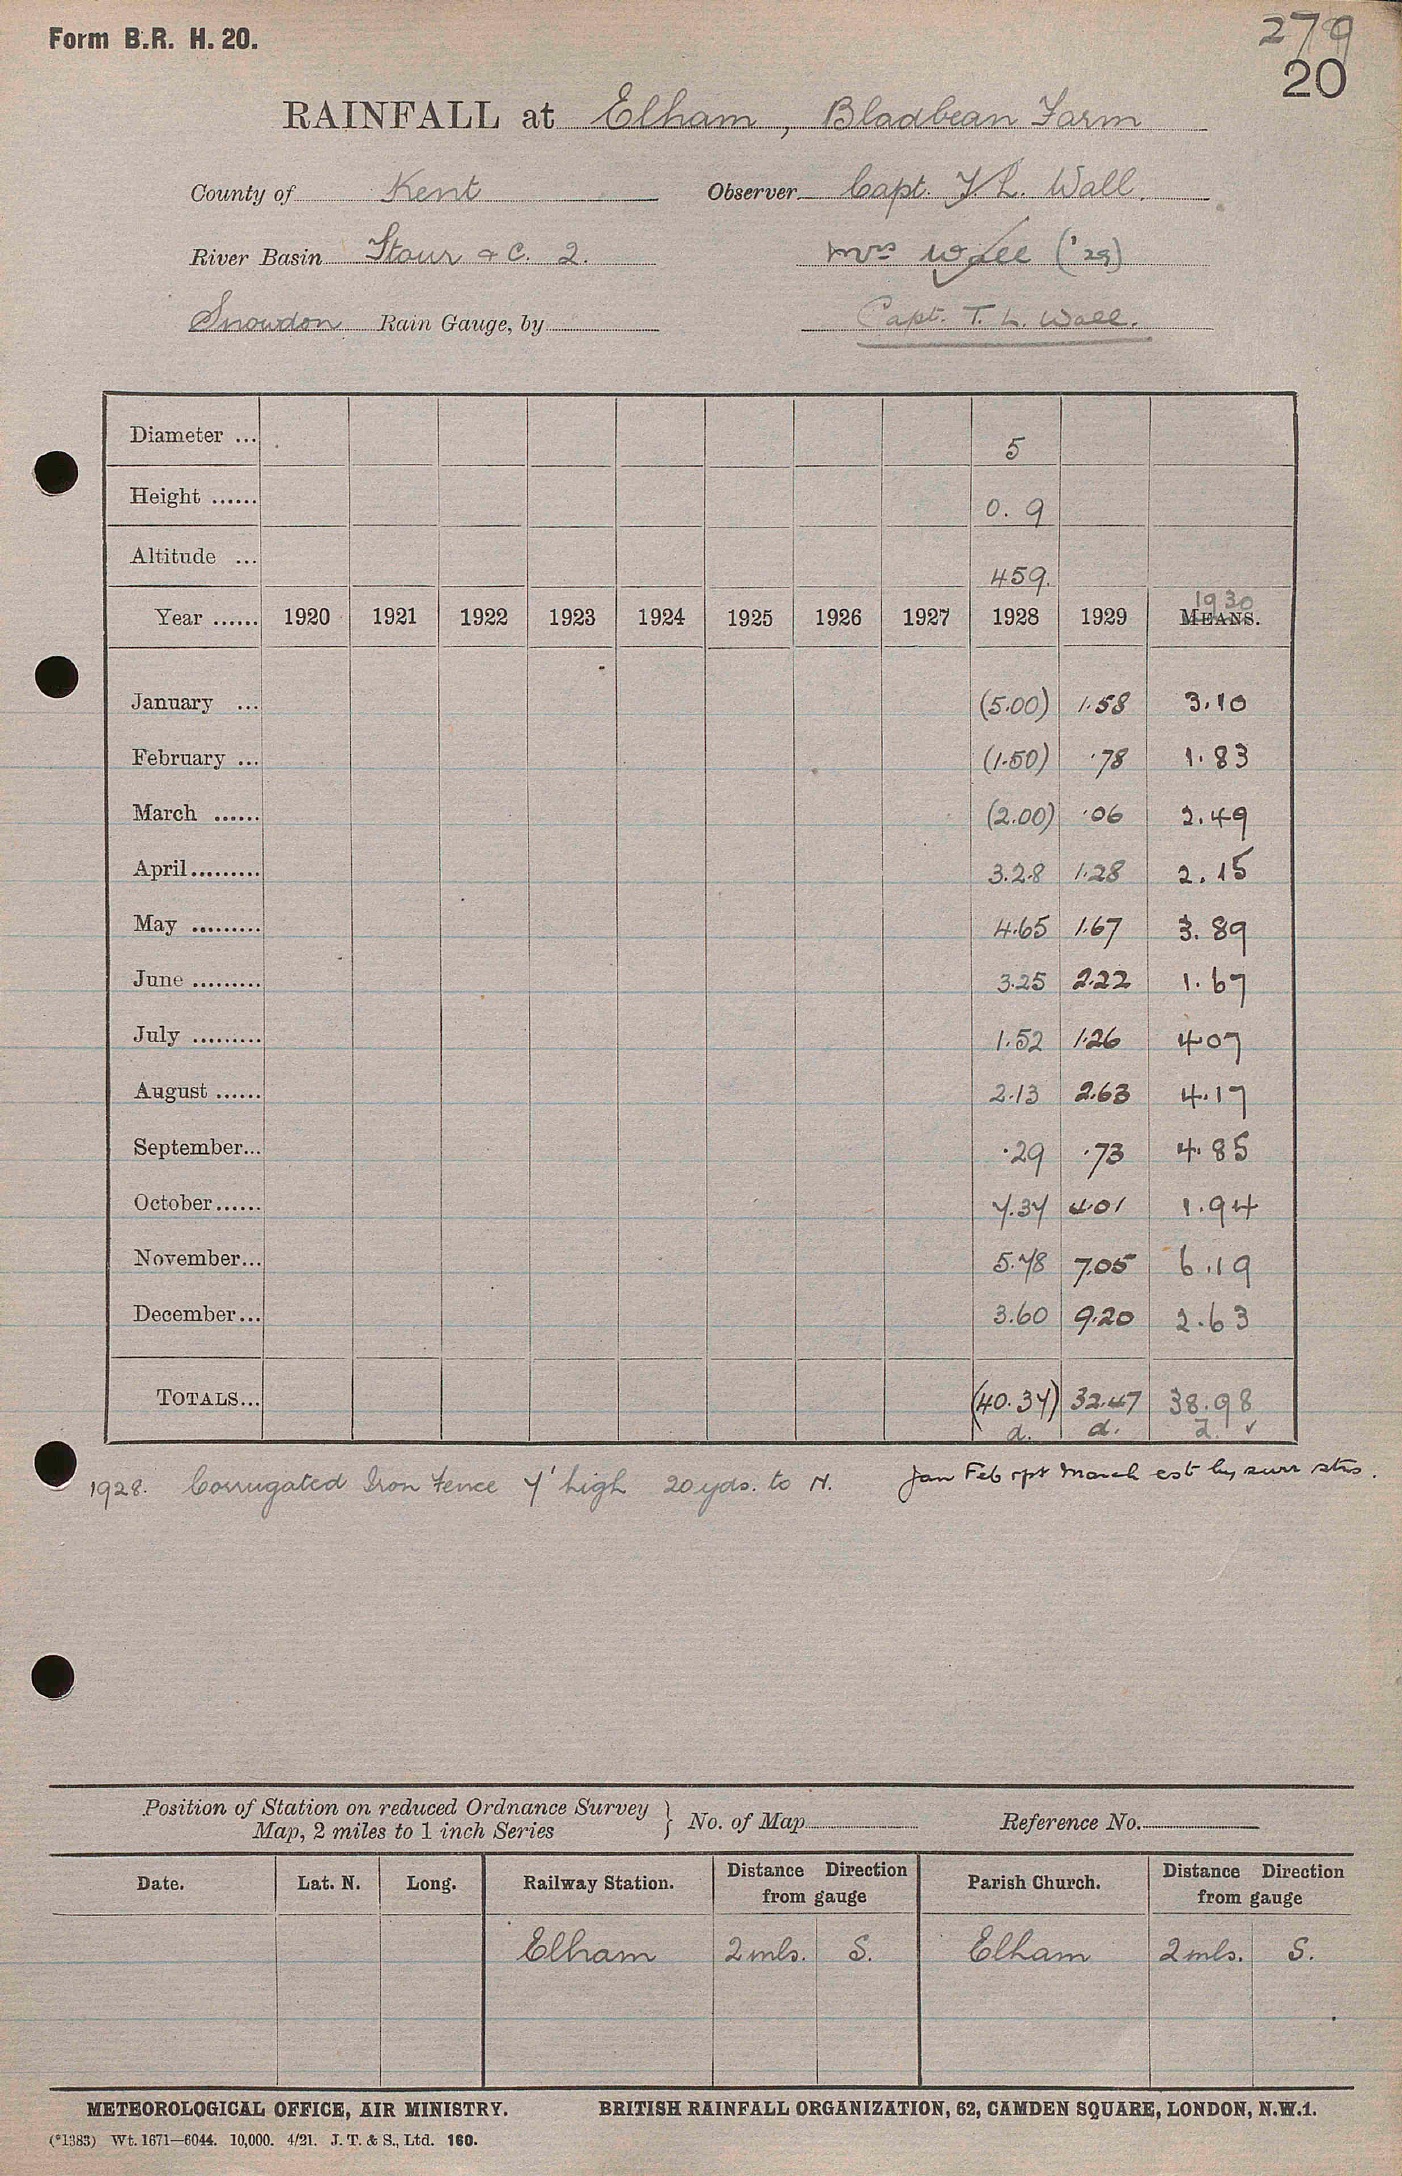 Form B.R. H. 20.
279
20
RAINFALL at Elham, Bladbean Farm
County of Kent Observer Capt. T. L. Wall.
River Basin Stour & C. 2. Mrs Wall ('29)
Snowdon Rain Gauge, by Capt. T. L. Wall.
Diameter ... 5
Height ...... 0. 9
Altitude ... 459.
1930
Year ...... 1920 1921 1922 1923 1924 1925 1926 1927 1928 1929 MEANS.
January ... (5.00) 1.58 3.10
February ... (1.50) .78 1.83
March ...... (2.00) .06 2.49
April......... 3.28 1.28 2.15
May ......... 4.65 1.67 3.89
June ......... 3.25 2.22 1.67
July ......... 1.52 1.26 4.07
August ...... 2.13 2.63 4.17
September... .29 .73 4.85
October...... 7.37 4.01 1.94
November... 5.78 7.05 6.19
December... 3.60 9.20 2.63
TOTALS... (40.37) 32.47 38.98
d. d. d. ✓
1928. Corrugated Iron Fence 7' high 20 yds. to N. Jan Feb & pt March est by surr stns.
Position of Station on reduced Ordnance Survey
Map, 2 miles to 1 inch Series } No. of Map Reference No.
Date. Lat. N. Long. Railway Station. Distance Direction from gauge Parish Church. Distance Direction from gauge
Elham 2 mls. S. Elham 2 mls. S.
METEOROLOGICAL OFFICE, AIR MINISTRY. BRITISH RAINFALL ORGANIZATION, 62, CAMDEN SQUARE, LONDON, N.W.1.
(*1383) Wt. 1671—6044. 10,000. 4/21. J. T. & S., Ltd. 160.